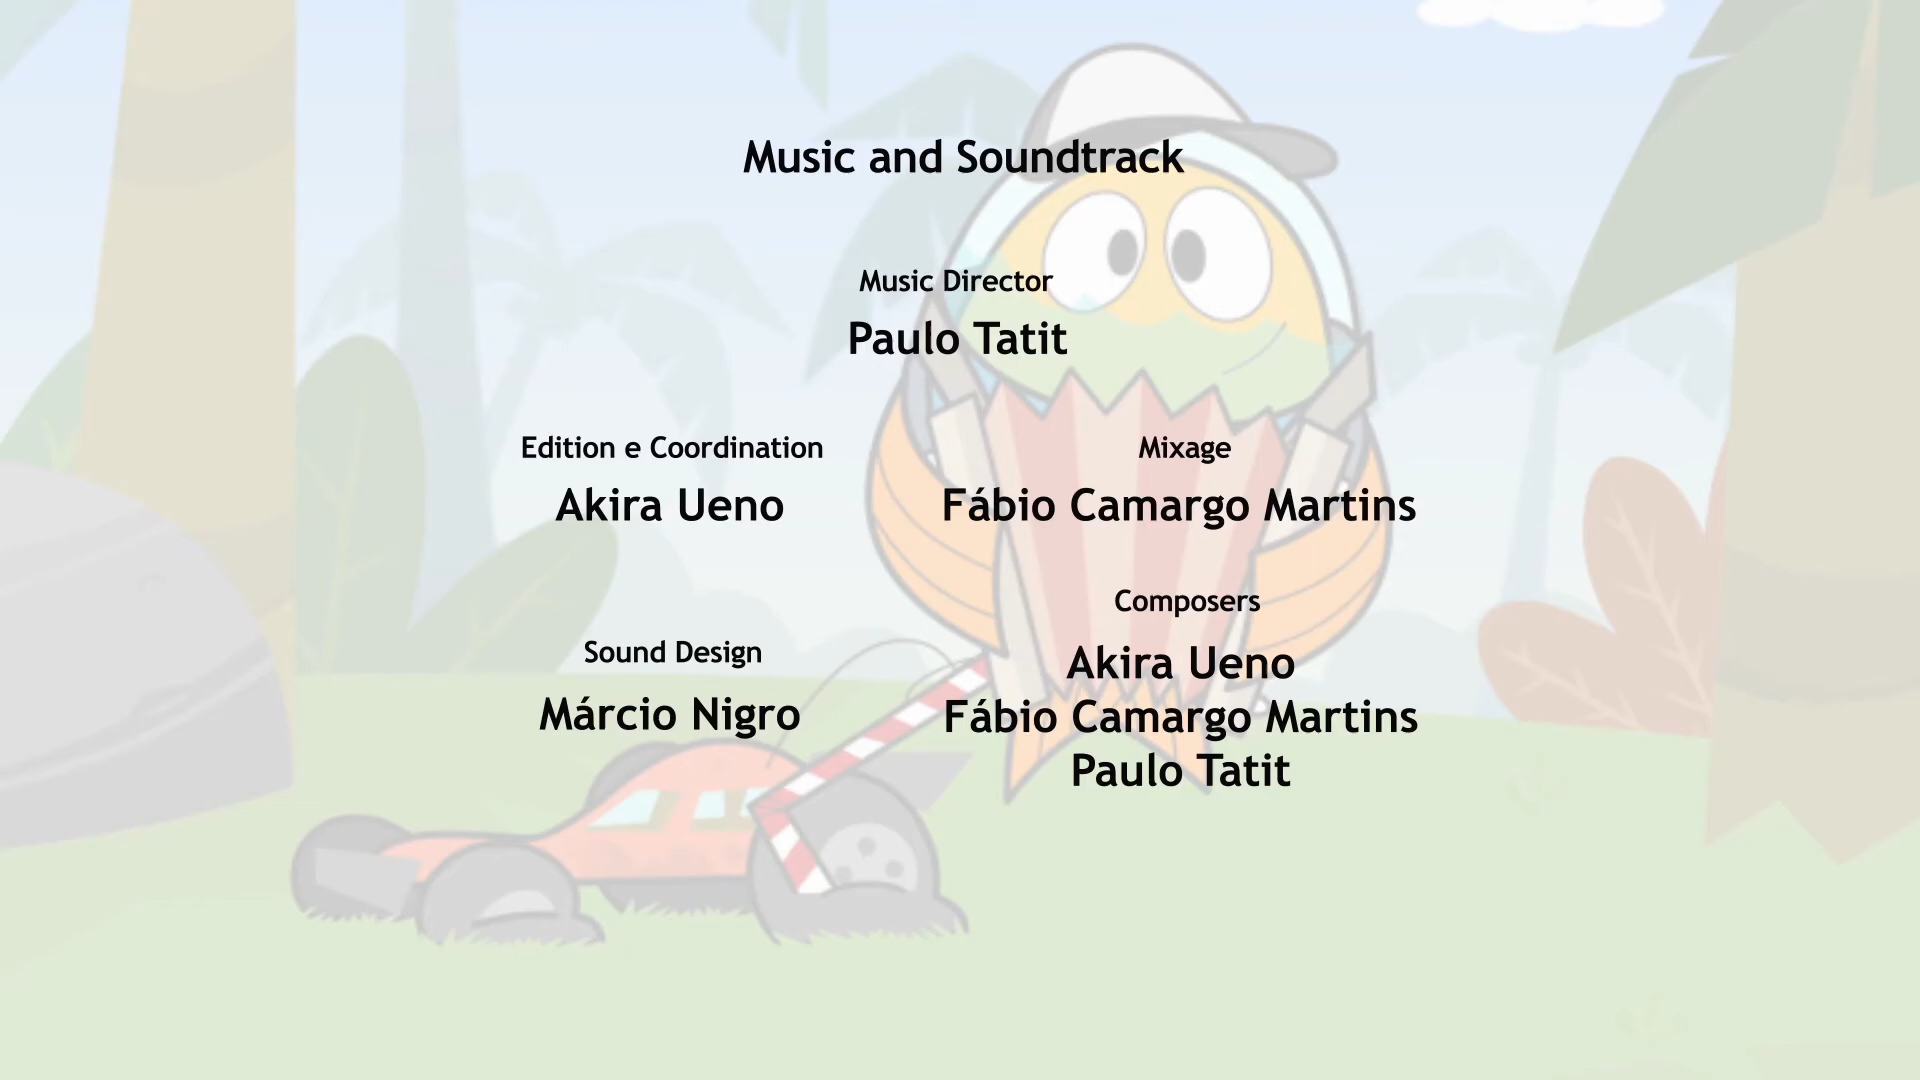 Music and Soundtrack
Music Director
Paulo Tatit
Edition e Coordination
Akira Ueno
Mixage
Fábio Camargo Martins
Sound Design
Márcio Nigro
Composers
Akira Ueno
Fábio Camargo Martins
Paulo Tatit